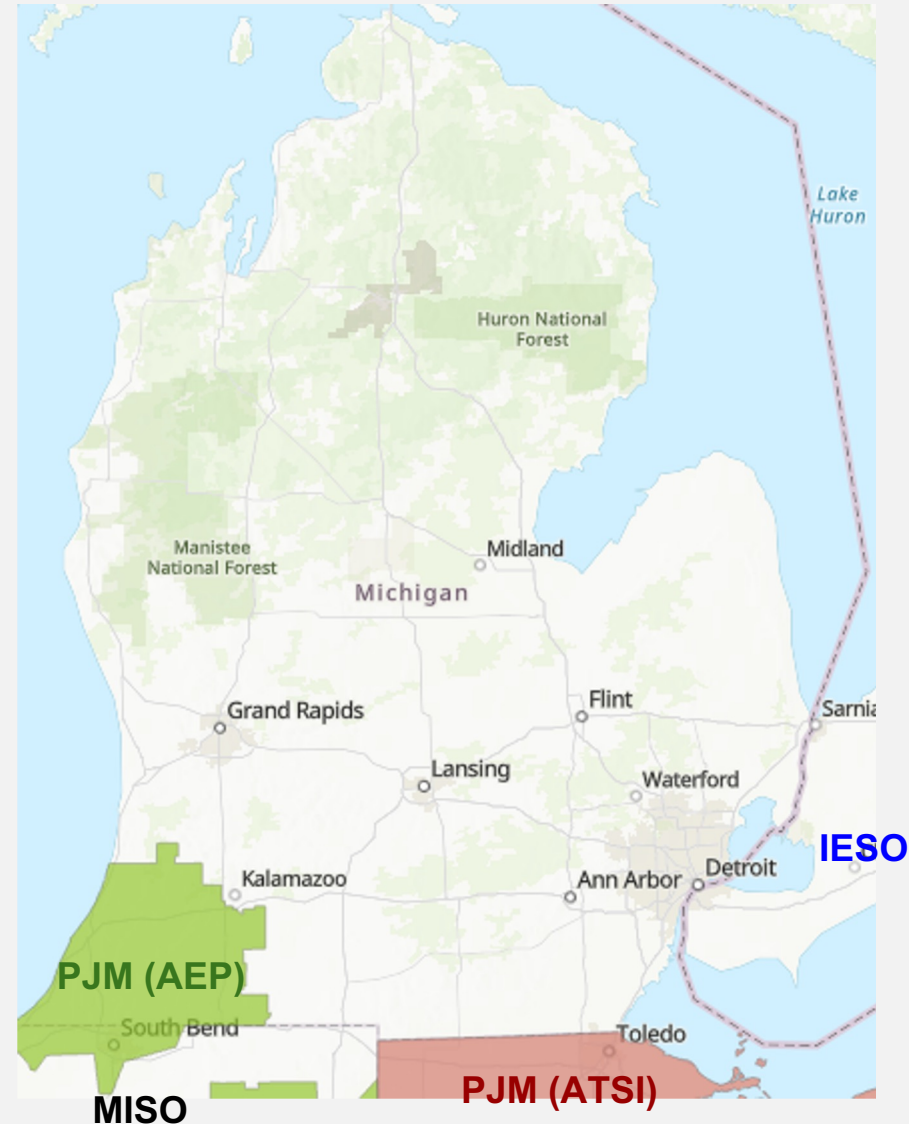 Lake
Huron
Huron National
Forest
Midland
Manistee
National Forest
Michigan
Flint
Grand Rapids
Sarnia
Lansing
Waterford
IESO
Detroit
Kalamazoo
Ann Arbor
PJM (AEP)
South Bend
Toledo
PJM (ATSI)
MISO